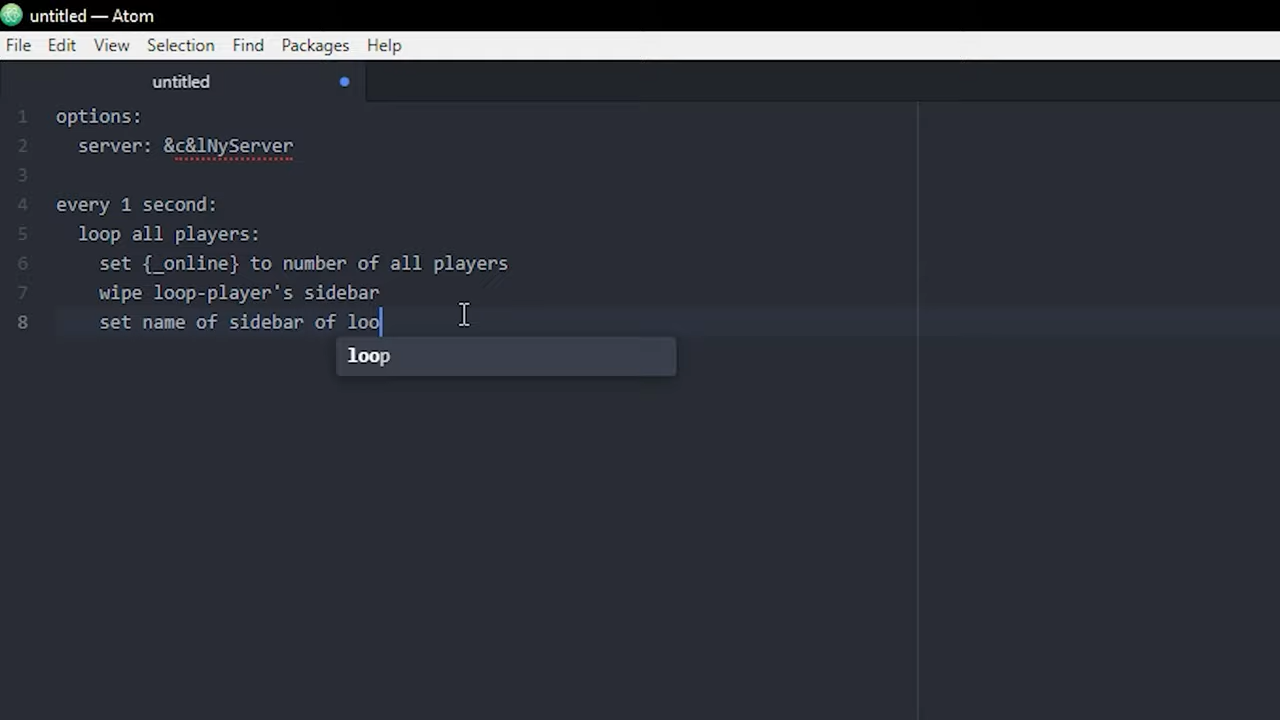 untitled — Atom
File Edit View Selection Find Packages Help
untitled
1 options:
2 server: &c&lNyServer
3
4 every 1 second:
5 loop all players:
6 set {_online} to number of all players
7 wipe loop-player's sidebar
8 set name of sidebar of loo
loop